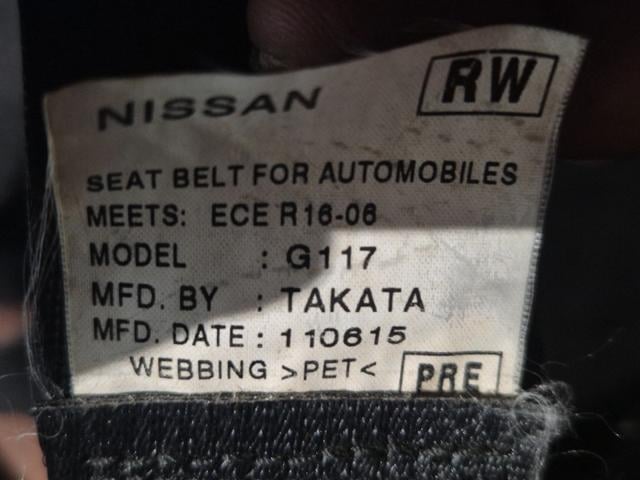 NISSAN RW
SEAT BELT FOR AUTOMOBILES
MEETS: ECE R16-06
MODEL : G117
MFD. BY : TAKATA
MFD. DATE : 110615
WEBBING >PET< PRE